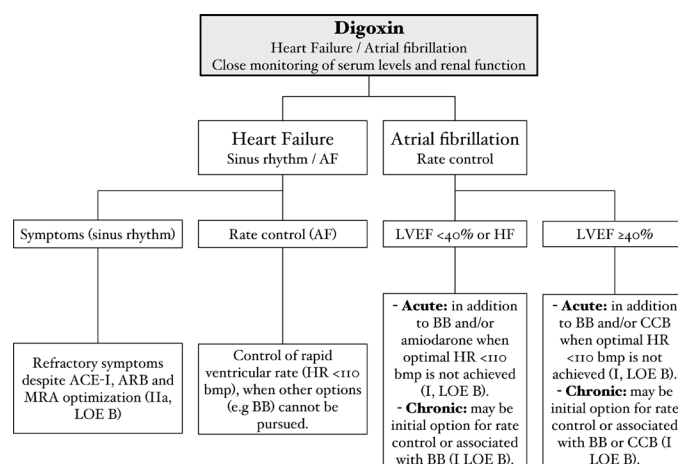 Digoxin
Heart Failure / Atrial fibrillation
Close monitoring of serum levels and renal function
Heart Failure
Sinus rhythm / AF
Atrial fibrillation
Rate control
Symptoms (sinus rhythm)
Rate control (AF)
LVEF <40% or HF
LVEF ≥40%
Refractory symptoms
despite ACE-I, ARB and
MRA optimization (IIa,
LOE B)
Control of rapid
ventricular rate (HR <110
bmp), when other options
(e.g BB) cannot be
pursued.
- Acute: in addition
to BB and/or
amiodarone when
optimal HR <110
bmp is not achieved
(I, LOE B).
- Chronic: may be
initial option for rate
control or associated
with BB (I LOE B).
- Acute: in addition
to BB and/or CCB
when optimal HR
<110 bmp is not
achieved (I, LOE B).
- Chronic: may be
initial option for rate
control or associated
with BB or CCB (I
LOE B).